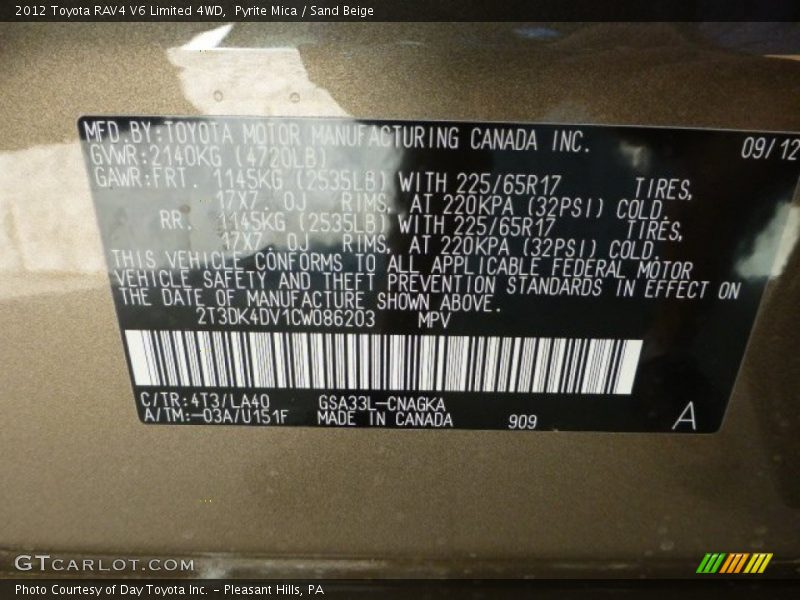 2012 Toyota RAV4 V6 Limited 4WD,  Pyrite Mica / Sand Beige
MFD.BY:TOYOTA MOTOR MANUFACTURING CANADA INC. 09/12
GVWR:2140KG (4720LB)
GAWR:FRT. 1145KG (2535LB) WITH 225/65R17 TIRES,
17X7. OJ RIMS, AT 220KPA (32PSI) COLD.
RR. 1145KG (2535LB) WITH 225/65R17 TIRES,
17X7. OJ RIMS, AT 220KPA (32PSI) COLD.
THIS VEHICLE CONFORMS TO ALL APPLICABLE FEDERAL MOTOR
VEHICLE SAFETY AND THEFT PREVENTION STANDARDS IN EFFECT ON
THE DATE OF MANUFACTURE SHOWN ABOVE.
2T3DK4DV1CW086203 MPV
C/TR:4T3/LA40 GSA33L-CNAGKA
A/TM:-03A/U151F MADE IN CANADA 909 A
GTCARLOT.COM
Photo Courtesy of Day Toyota Inc. - Pleasant Hills, PA